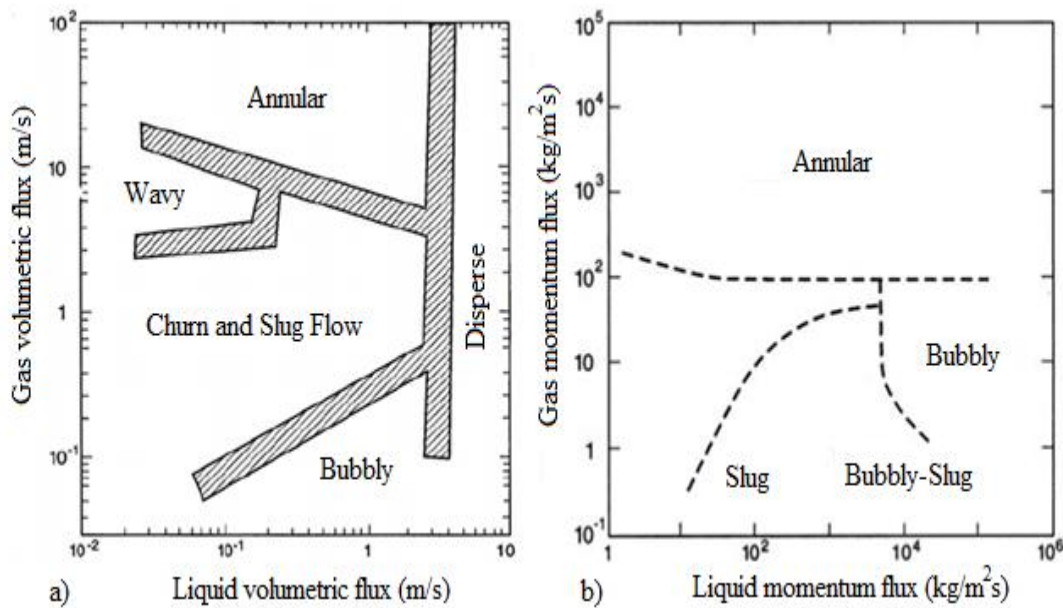 10²
10
1
10⁻¹
Gas volumetric flux (m/s)
Annular
Wavy
Churn and Slug Flow
Bubbly
Disperse
10⁻²
10⁻¹
1
10
a)
Liquid volumetric flux (m/s)
10⁵
10⁴
10³
10²
10
1
10⁻¹
Gas momentum flux (kg/m²s)
Annular
Bubbly
Slug
Bubbly-Slug
1
10²
10⁴
10⁶
b)
Liquid momentum flux (kg/m²s)